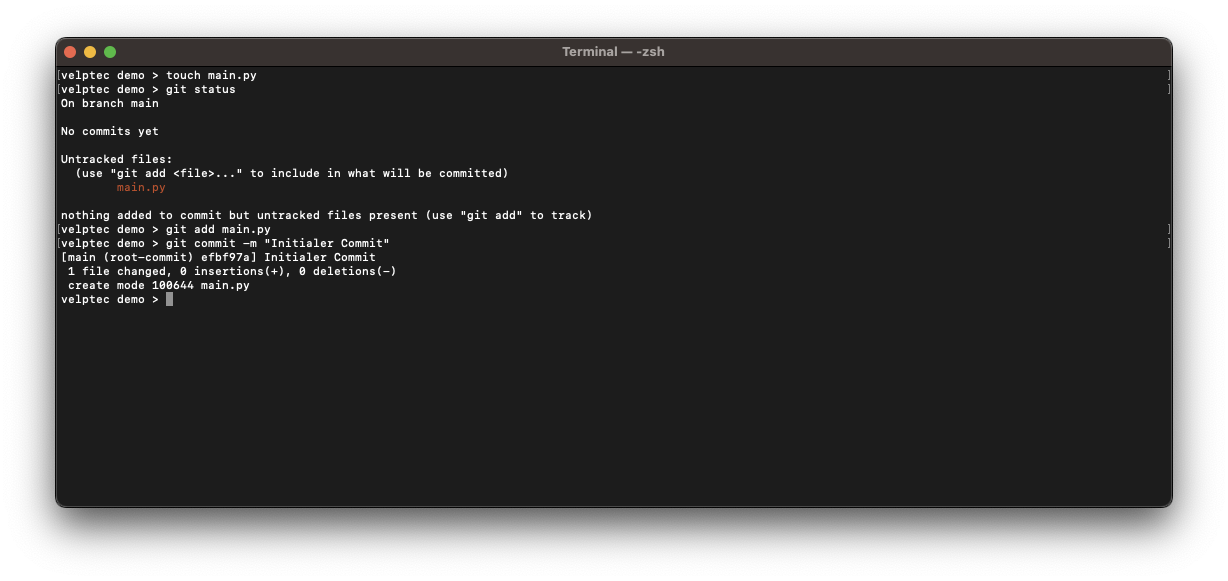 Terminal — -zsh
[velptec demo > touch main.py ]
[velptec demo > git status ]
On branch main
No commits yet
Untracked files:
  (use "git add <file>..." to include in what will be committed)
        main.py
nothing added to commit but untracked files present (use "git add" to track)
[velptec demo > git add main.py ]
[velptec demo > git commit -m "Initialer Commit" ]
[main (root-commit) efbf97a] Initialer Commit
 1 file changed, 0 insertions(+), 0 deletions(-)
 create mode 100644 main.py
velptec demo >